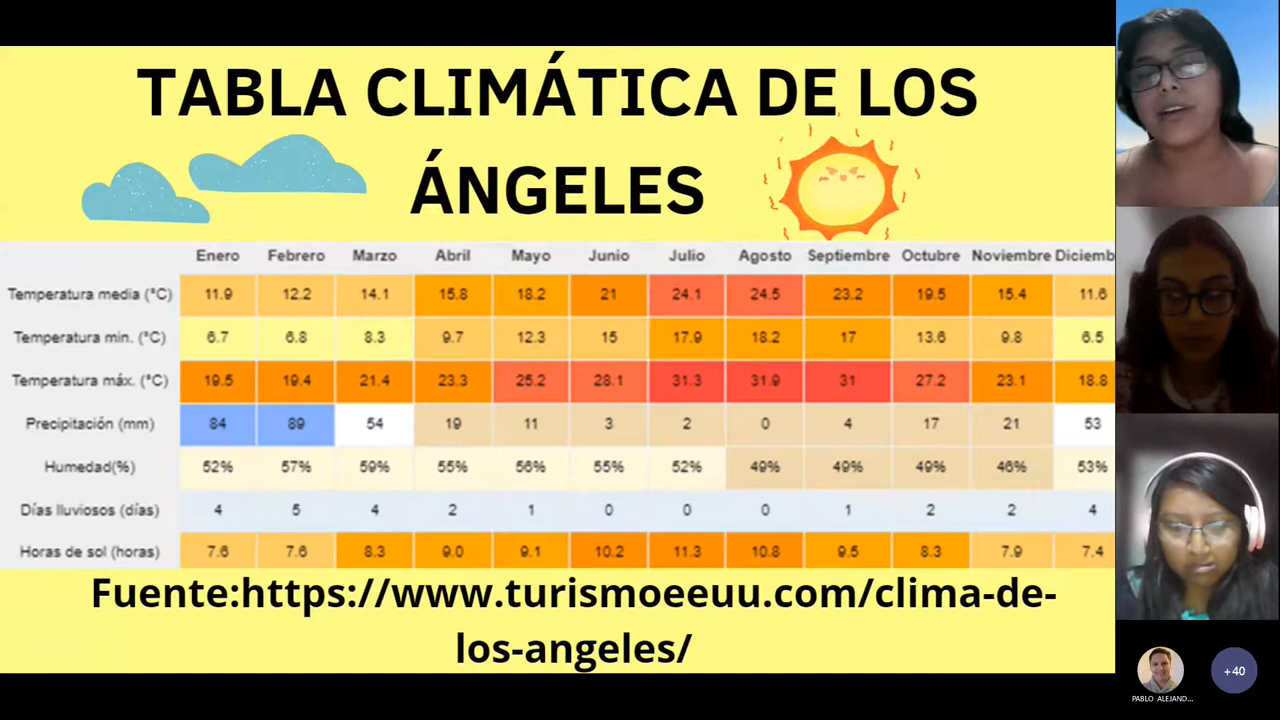 TABLA CLIMÁTICA DE LOS
ÁNGELES
Enero Febrero Marzo Abril Mayo Junio Julio Agosto Septiembre Octubre Noviembre Diciemb
Temperatura media (°C) 11.9 12.2 14.1 15.8 18.2 21 24.1 24.5 23.2 19.5 15.4 11.6
Temperatura min. (°C) 6.7 6.8 8.3 9.7 12.3 15 17.9 18.2 17 13.6 9.8 6.5
Temperatura máx. (°C) 19.5 19.4 21.4 23.3 25.2 28.1 31.3 31.9 31 27.2 23.1 18.8
Precipitación (mm) 84 89 54 19 11 3 2 0 4 17 21 53
Humedad(%) 52% 57% 59% 55% 56% 55% 52% 49% 49% 49% 46% 53%
Días lluviosos (días) 4 5 4 2 1 0 0 0 1 2 2 4
Horas de sol (horas) 7.6 7.6 8.3 9.0 9.1 10.2 11.3 10.8 9.5 8.3 7.9 7.4
Fuente:https://www.turismoeeuu.com/clima-de-
los-angeles/
PABLO ALEJAND...
+40